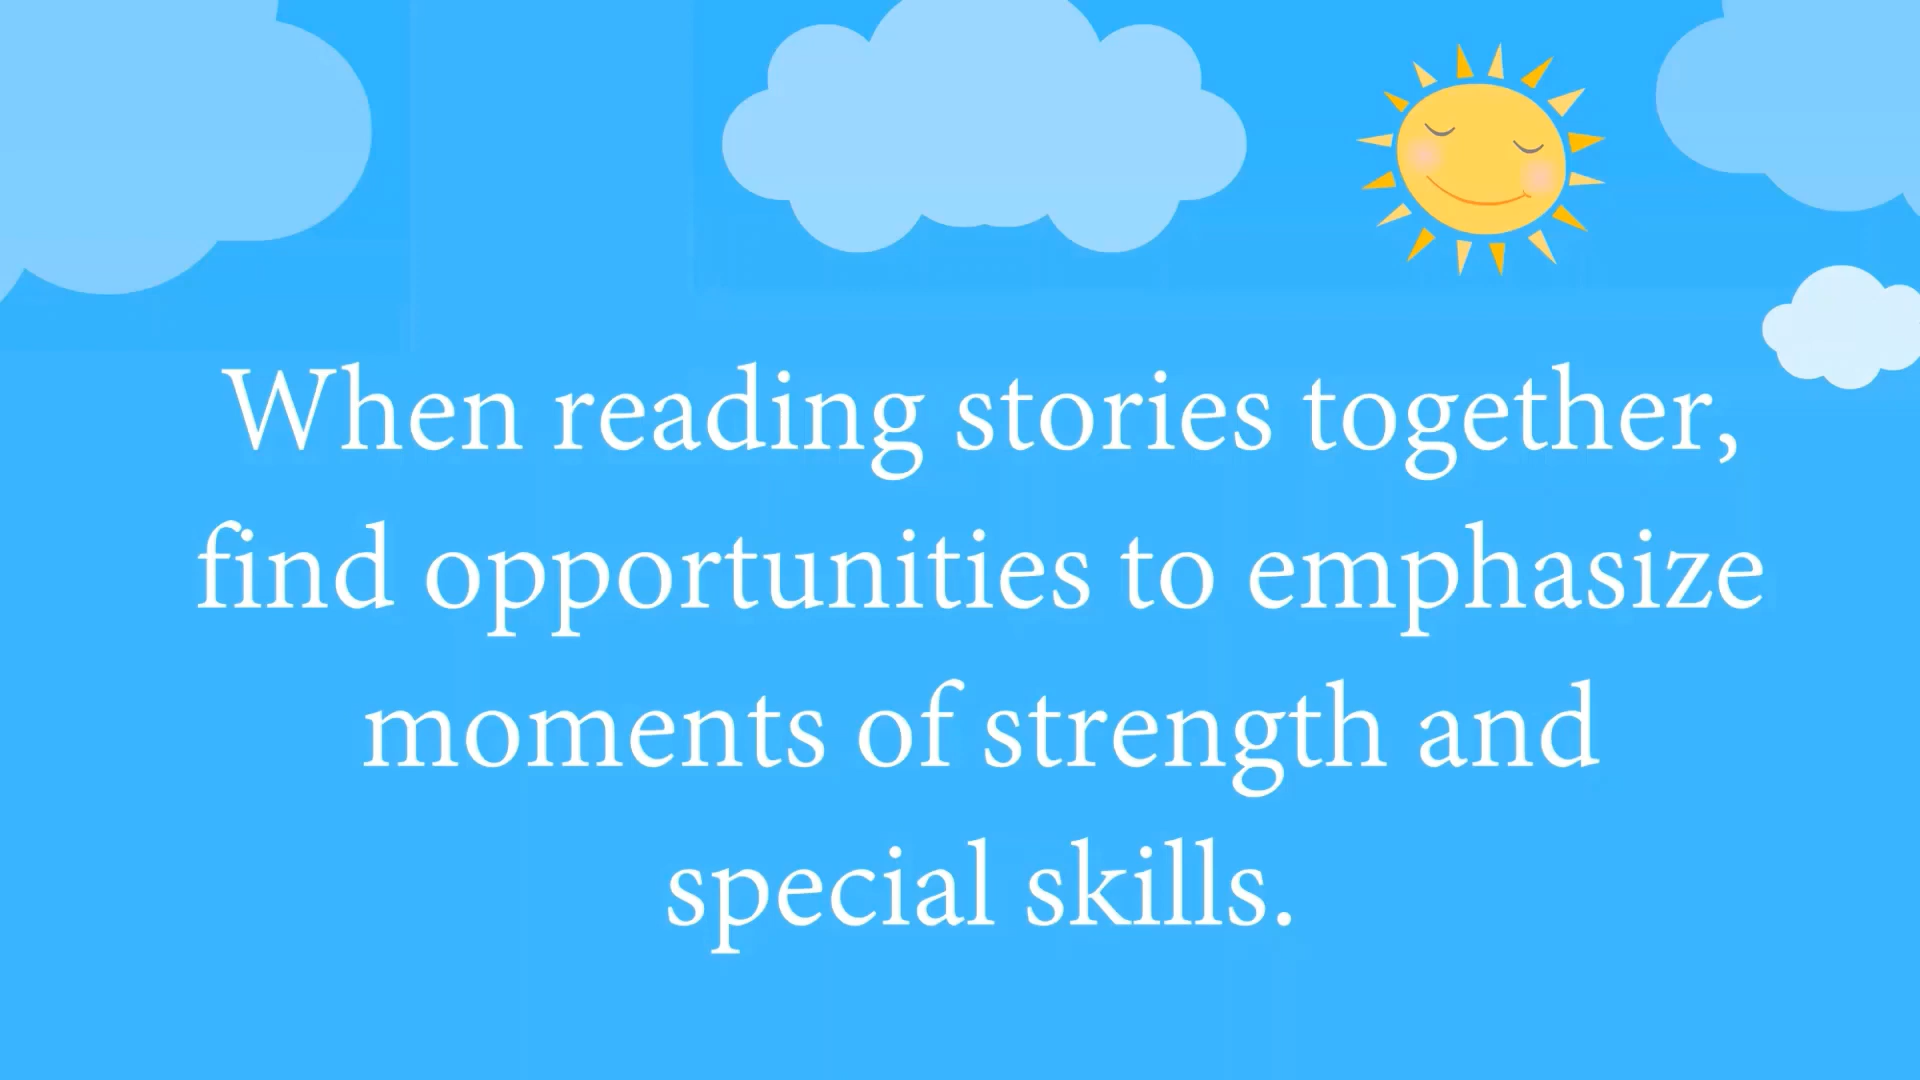 When reading stories together,
find opportunities to emphasize
moments of strength and
special skills.